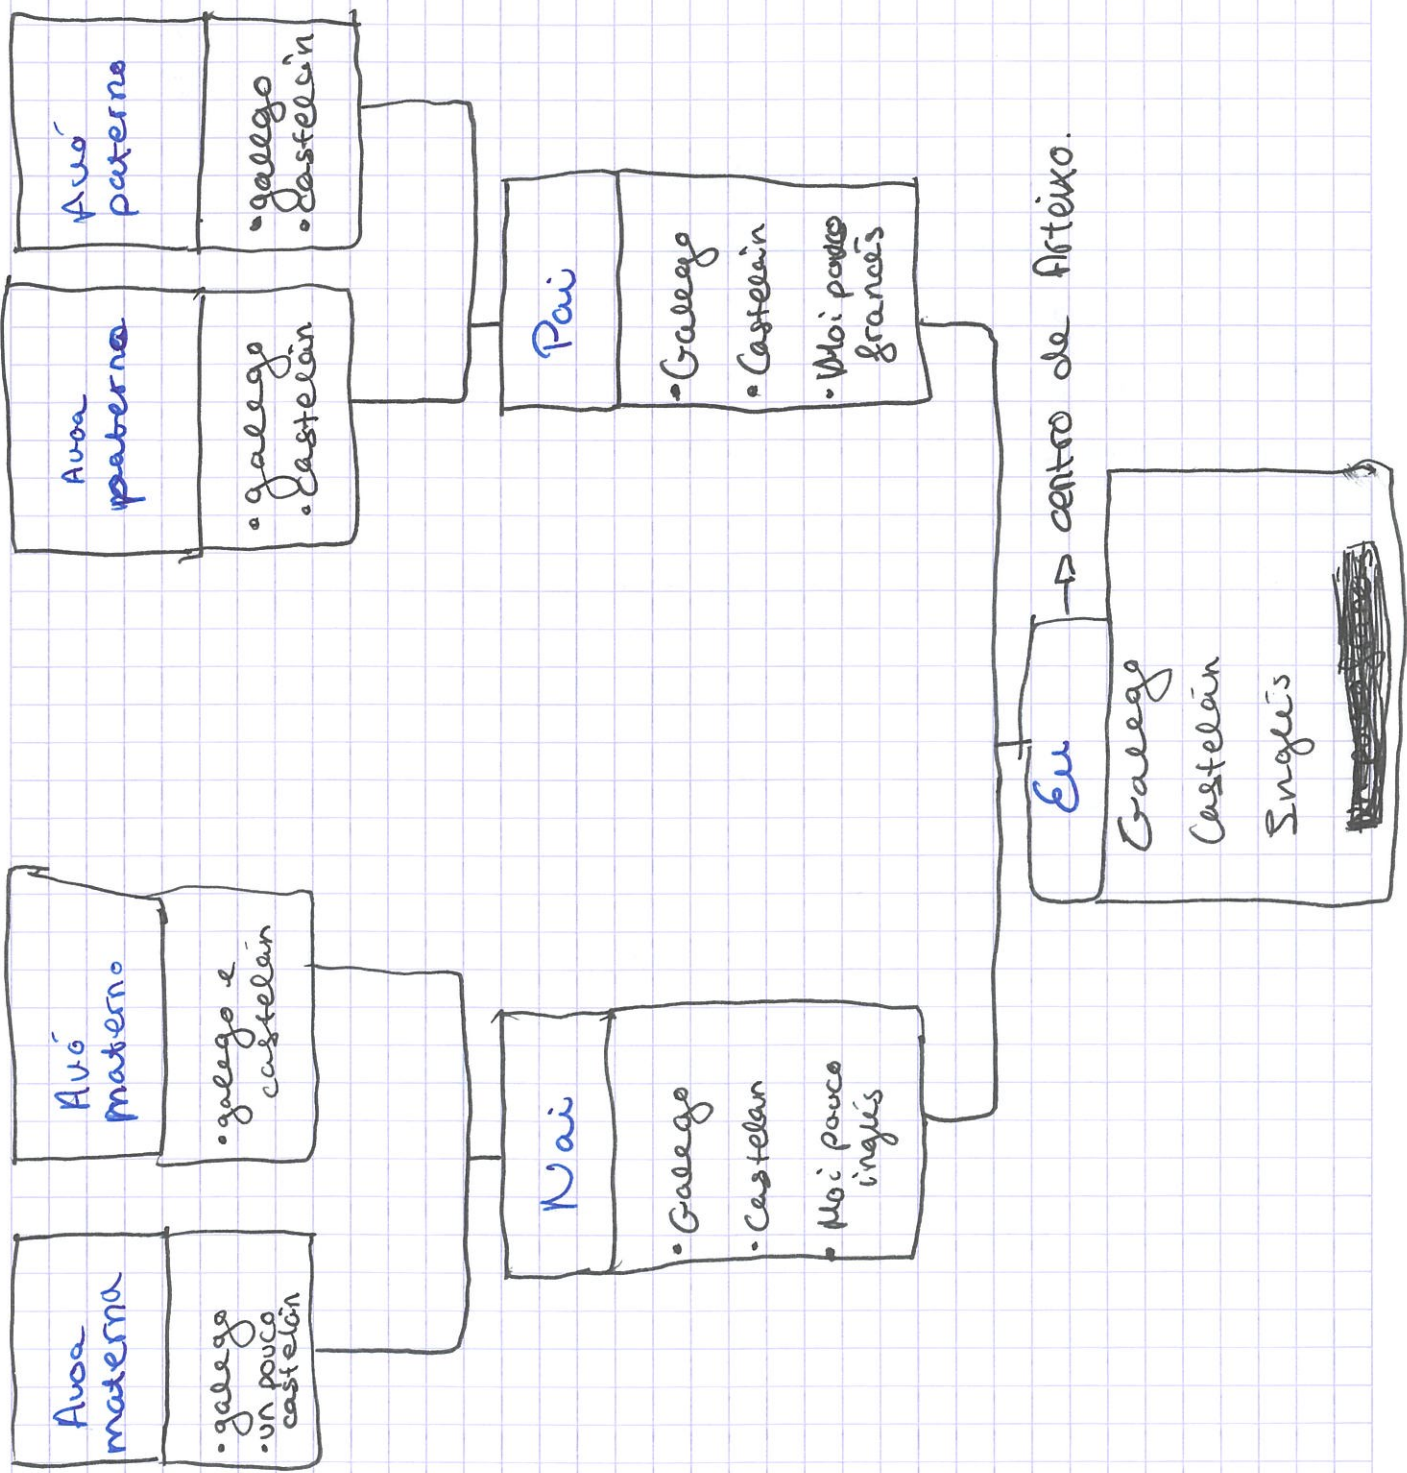 Avoa
materna
• galego
• un pouco
castelán
Avó
materno
• galego e
castelán
Avoa
paterna
• galego
• castelán
Avó
paterno
• galego
• castelán
Nai
• Galego
• Castelan
• Moi pouco
inglés
Pai
• Galego
• Castelán
• Moi pouco
francés
Eu → centro de Arteixo.
Galego
Castelán
Inglés